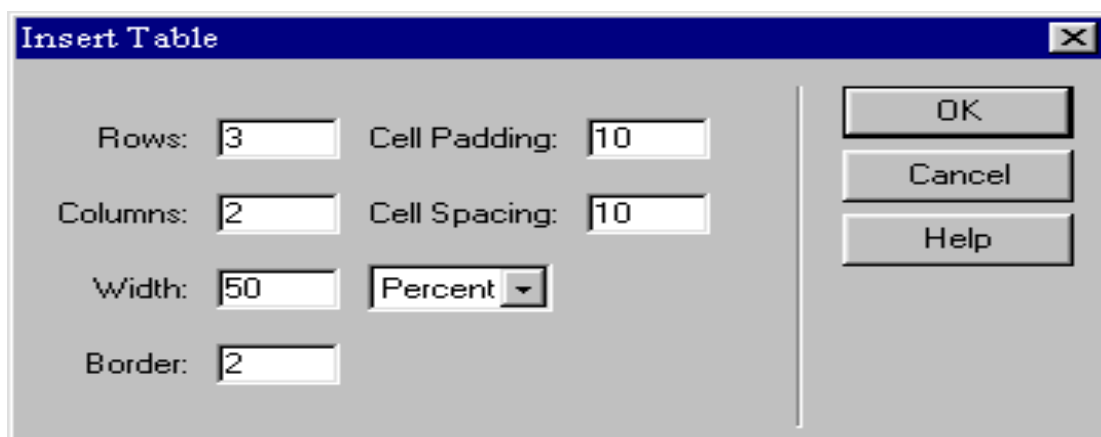 Insert Table
Rows: 3 Cell Padding: 10 OK
Cancel
Columns: 2 Cell Spacing: 10
Help
Width: 50 Percent
Border: 2